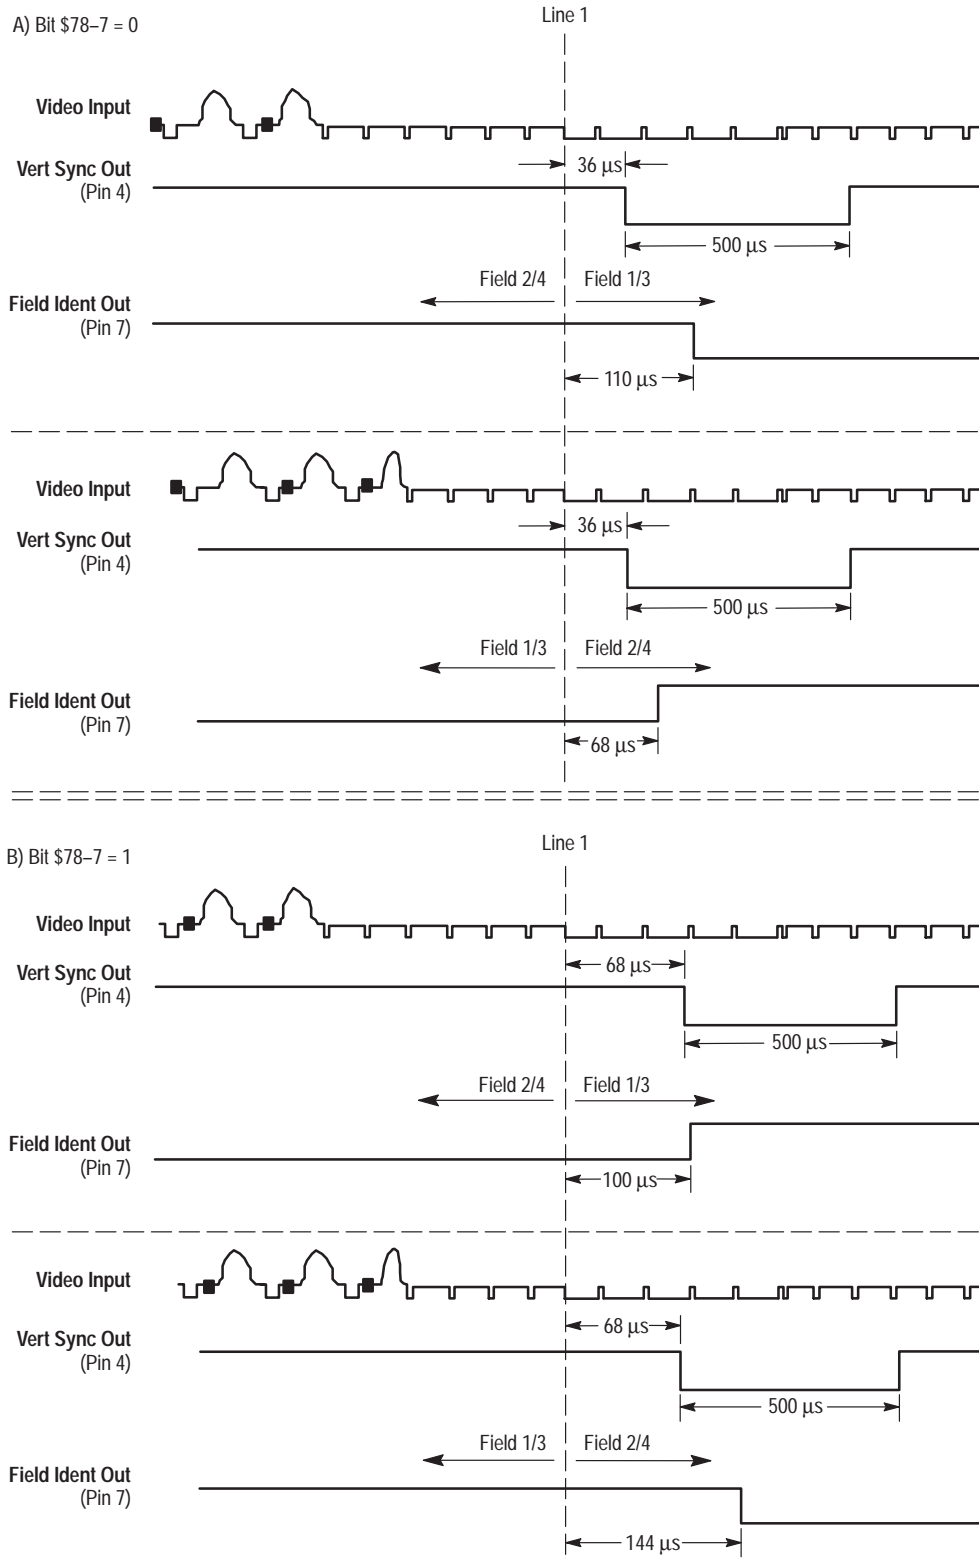 Line 1
A) Bit $78–7 = 0
Video Input
Vert Sync Out
(Pin 4)
36 µs
500 µs
Field 2/4
Field 1/3
Field Ident Out
(Pin 7)
110 µs
Video Input
36 µs
Vert Sync Out
(Pin 4)
500 µs
Field 1/3
Field 2/4
Field Ident Out
(Pin 7)
68 µs
Line 1
B) Bit $78–7 = 1
Video Input
68 µs
Vert Sync Out
(Pin 4)
500 µs
Field 2/4
Field 1/3
Field Ident Out
(Pin 7)
100 µs
Video Input
68 µs
Vert Sync Out
(Pin 4)
500 µs
Field 1/3
Field 2/4
Field Ident Out
(Pin 7)
144 µs